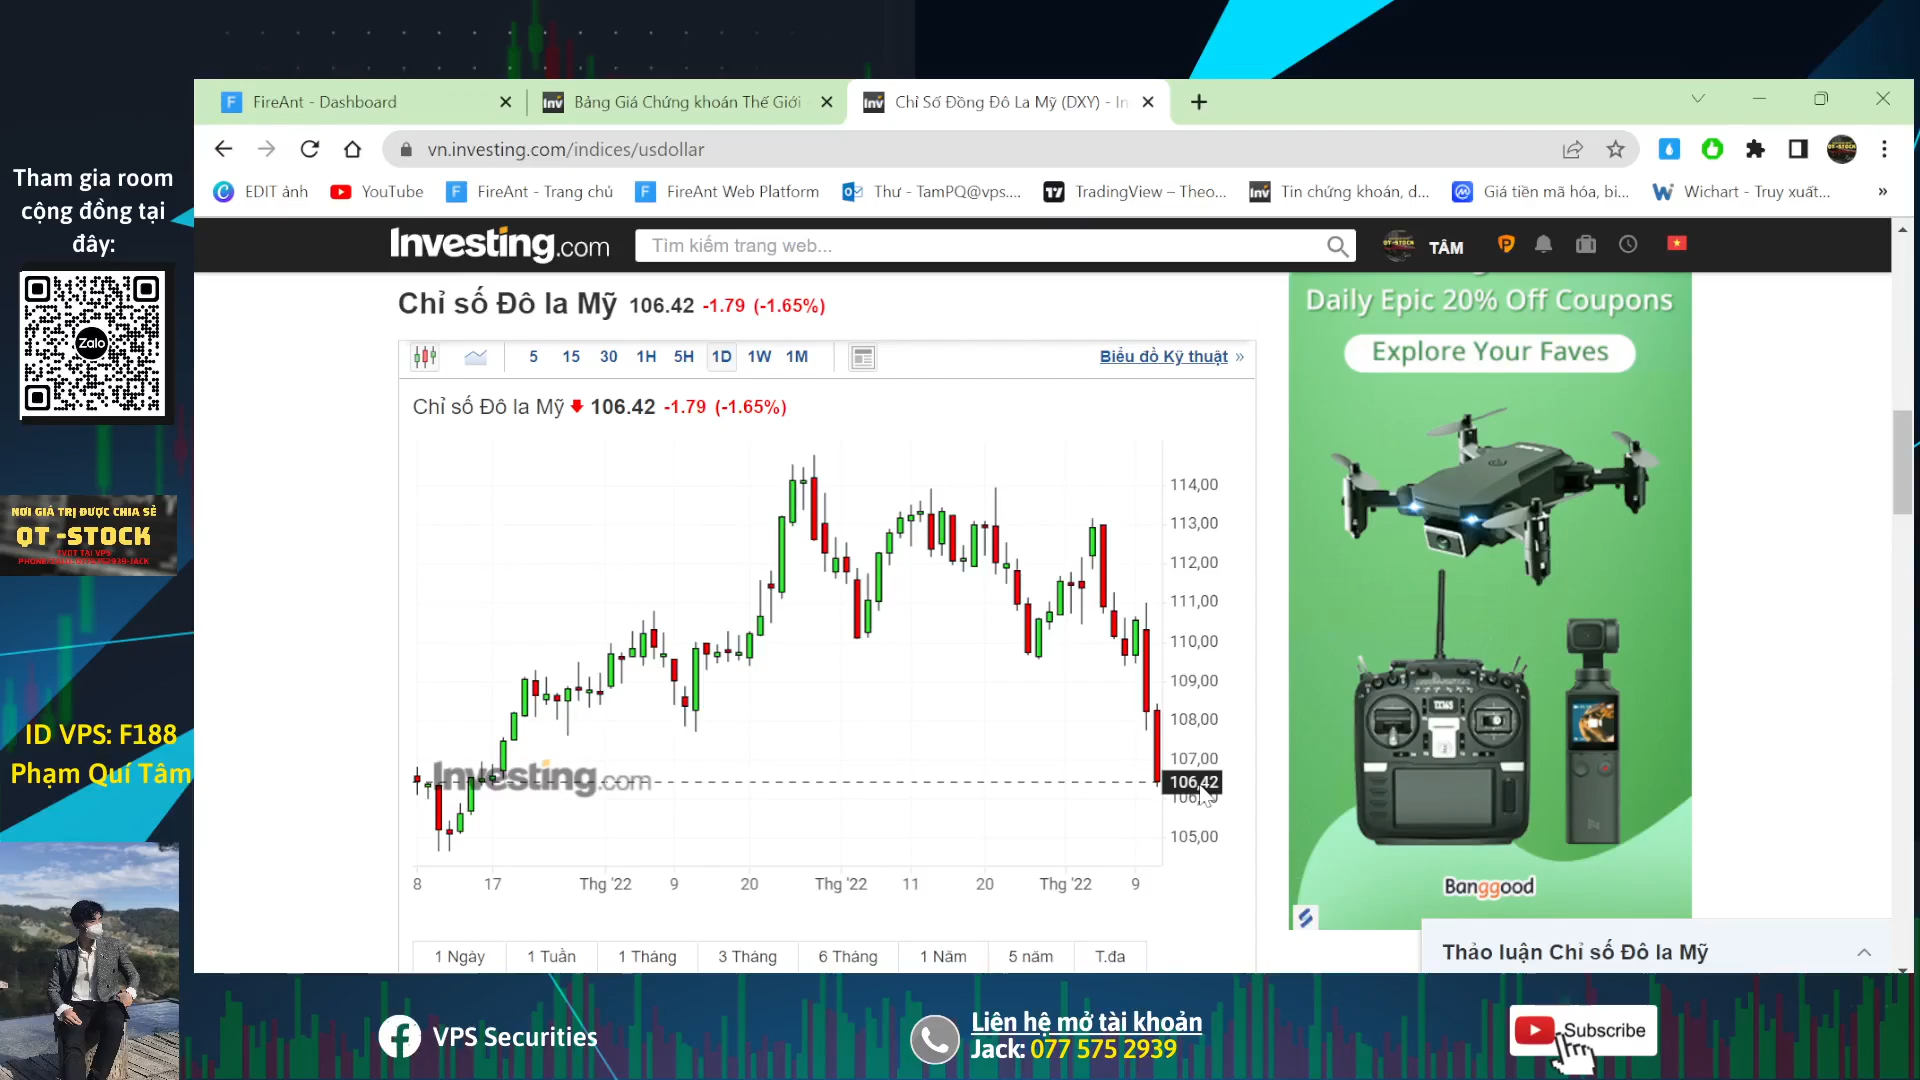 FireAnt - Dashboard
Bảng Giá Chứng khoán Thế Giới
Chỉ Số Đồng Đô La Mỹ (DXY) - In
vn.investing.com/indices/usdollar
EDIT ảnh
YouTube
FireAnt - Trang chủ
FireAnt Web Platform
Thư - TamPQ@vps....
TradingView – Theo...
Tin chứng khoán, d...
Giá tiền mã hóa, bi...
Wichart - Truy xuất...
Tham gia room
cộng đồng tại
đây:
Zalo
NƠI GIÁ TRỊ ĐƯỢC CHIA SẺ
QT -STOCK
TVĐT TẠI VPS
ID VPS: F188
Phạm Quí Tâm
Investing.com
Tìm kiếm trang web...
TÂM
Chỉ số Đô la Mỹ 106.42 -1.79 (-1.65%)
5 15 30 1H 5H 1D 1W 1M
Biểu đồ Kỹ thuật »
Chỉ số Đô la Mỹ 106.42 -1.79 (-1.65%)
114,00
113,00
112,00
111,00
110,00
109,00
108,00
107,00
106.42
105,00
Investing.com
8 17 Thg '22 9 20 Thg '22 11 20 Thg '22 9
1 Ngày 1 Tuần 1 Tháng 3 Tháng 6 Tháng 1 Năm 5 năm T.đa
Daily Epic 20% Off Coupons
Explore Your Faves
Banggood
Thảo luận Chỉ số Đô la Mỹ
VPS Securities
Liên hệ mở tài khoản
Jack: 077 575 2939
Subscribe